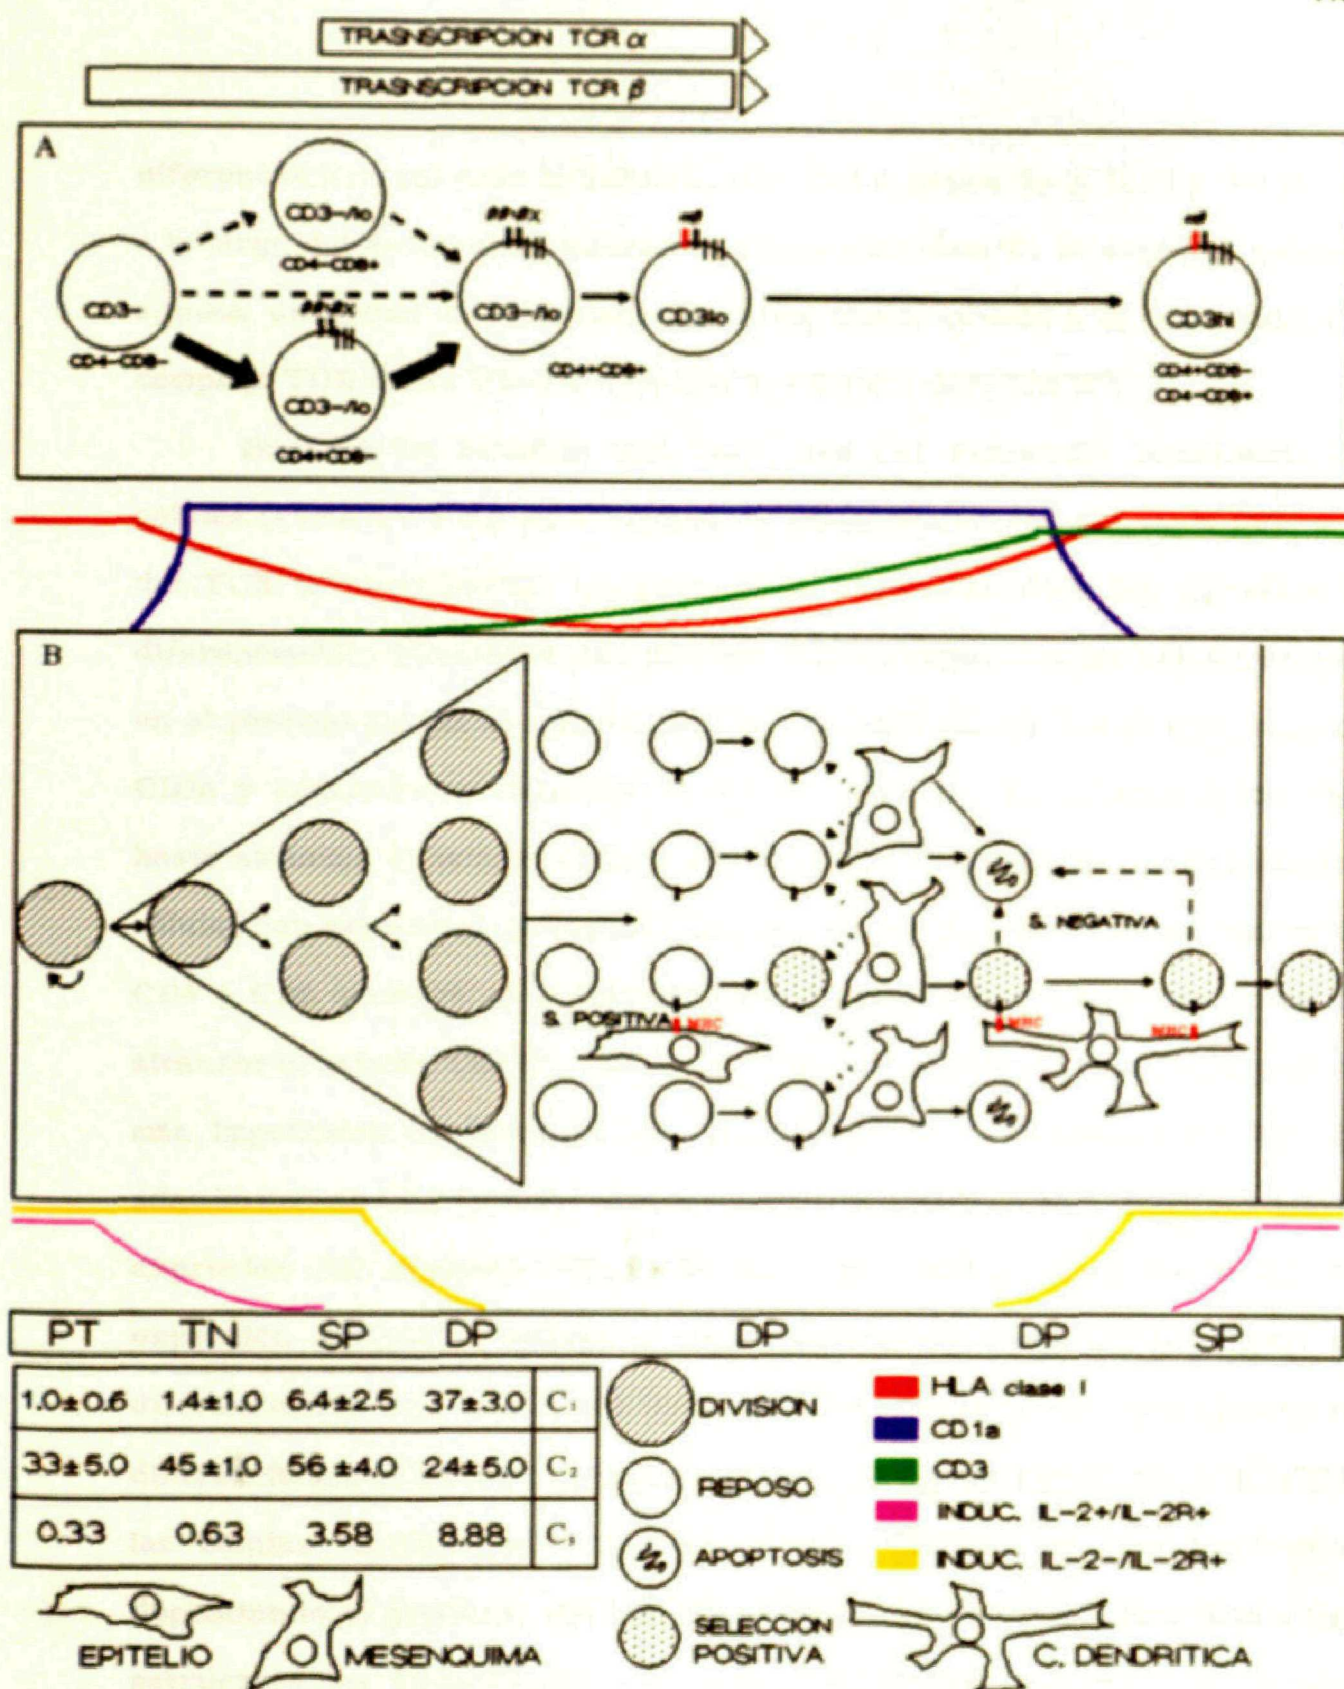 TRASNSCRIPCION TCR α
TRASNSCRIPCION TCR β
A
CD3-/lo
CD4-CD8+
CD3-
CD4-CD8-
CD3-/lo
CD4+CD8-
CD3-/lo
CD3lo
CD4+CD8+
αβ
αβ
CD3hi
CD4+CD8-
CD4-CD8+
B
S. NEGATIVA
S. POSITIVA
MHC
MHC
MHC
PT TN SP DP DP DP SP
1.0±0.6 1.4±1.0 6.4±2.5 37±3.0 C₁
33±5.0 45±1.0 56±4.0 24±5.0 C₂
0.33 0.63 3.58 8.88 C₃
DIVISION
REPOSO
APOPTOSIS
SELECCION
POSITIVA
HLA clase I
CD1a
CD3
INDUC. IL-2+/IL-2R+
INDUC. IL-2-/IL-2R+
EPITELIO
MESENQUIMA
C. DENDRITICA